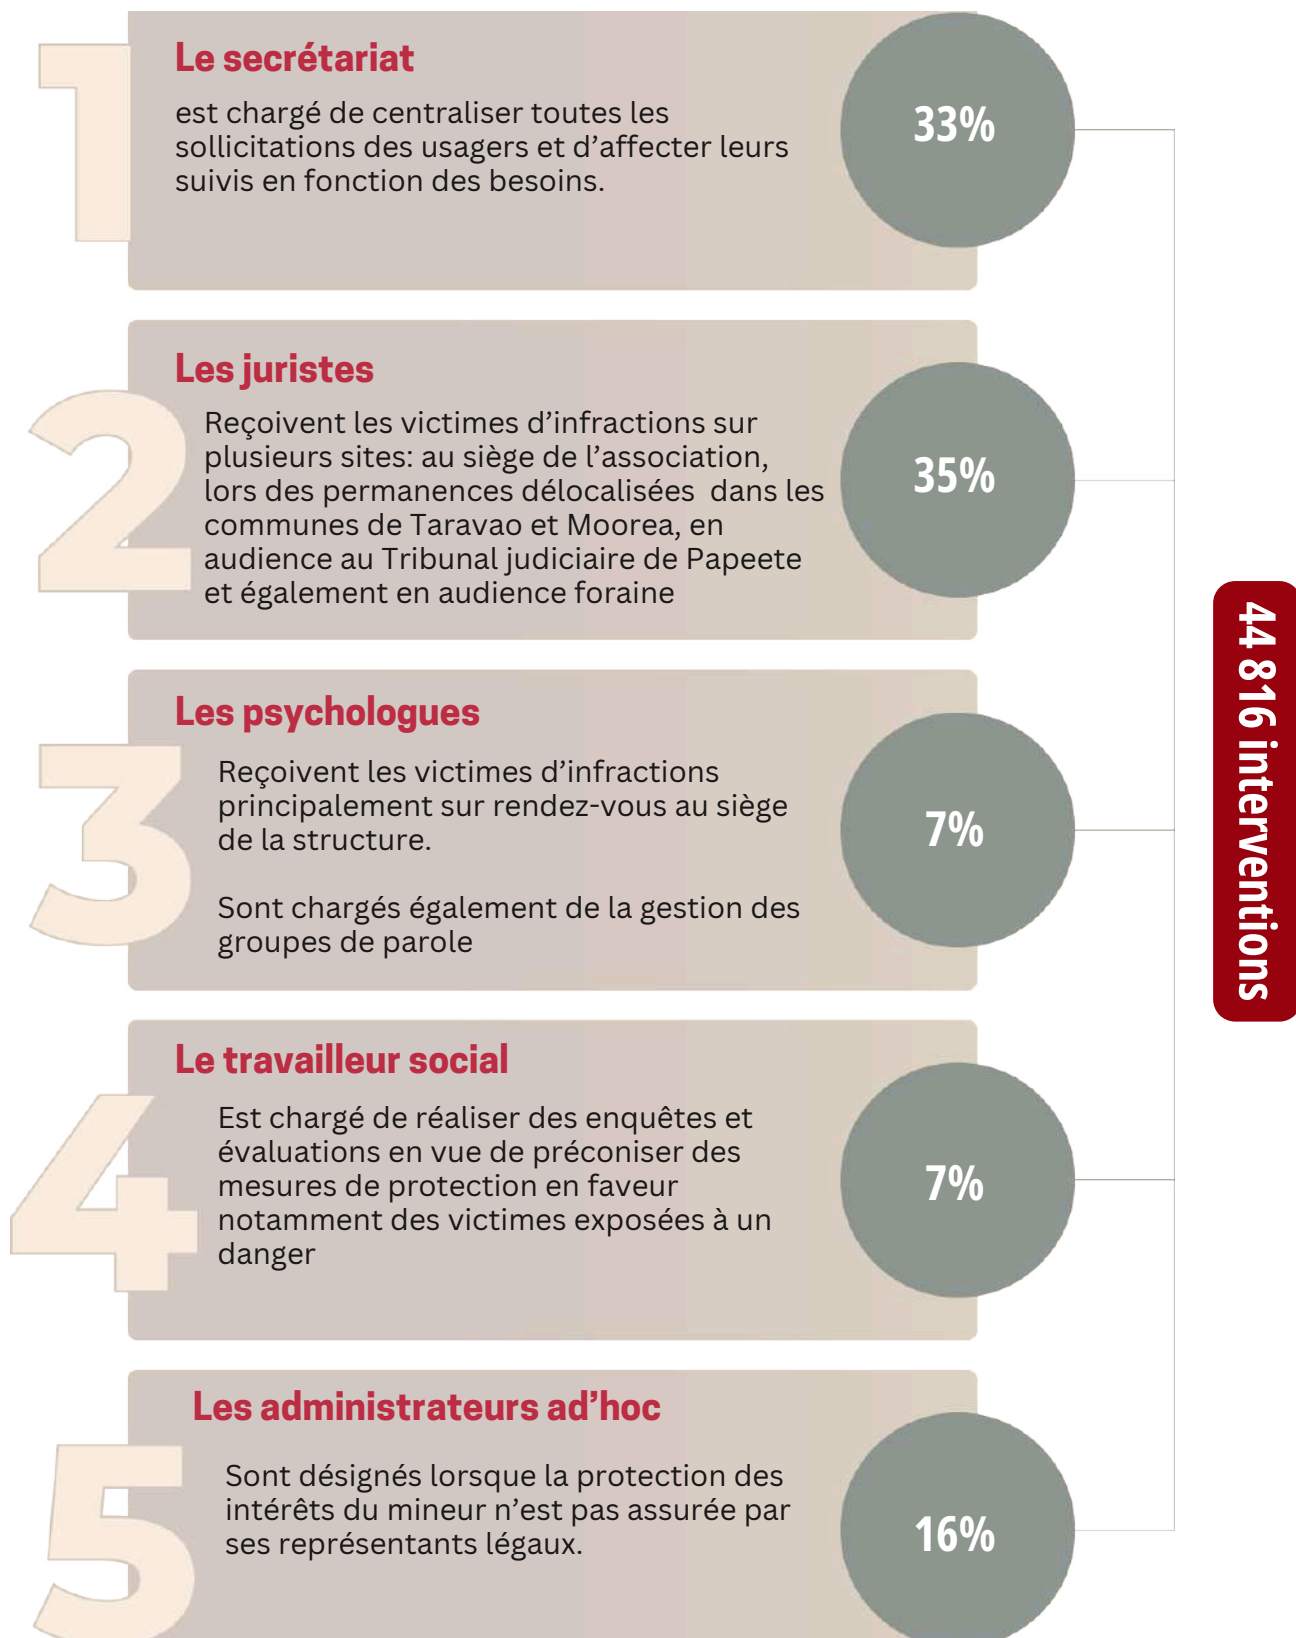 1
Le secrétariat
est chargé de centraliser toutes les
sollicitations des usagers et d’affecter leurs
suivis en fonction des besoins.
33%
2
Les juristes
Reçoivent les victimes d’infractions sur
plusieurs sites: au siège de l’association,
lors des permanences délocalisées dans les
communes de Taravao et Moorea, en
audience au Tribunal judiciaire de Papeete
et également en audience foraine
35%
3
Les psychologues
Reçoivent les victimes d’infractions
principalement sur rendez-vous au siège
de la structure.
Sont chargés également de la gestion des
groupes de parole
7%
4
Le travailleur social
Est chargé de réaliser des enquêtes et
évaluations en vue de préconiser des
mesures de protection en faveur
notamment des victimes exposées à un
danger
7%
5
Les administrateurs ad’hoc
Sont désignés lorsque la protection des
intérêts du mineur n’est pas assurée par
ses représentants légaux.
16%
44 816 interventions